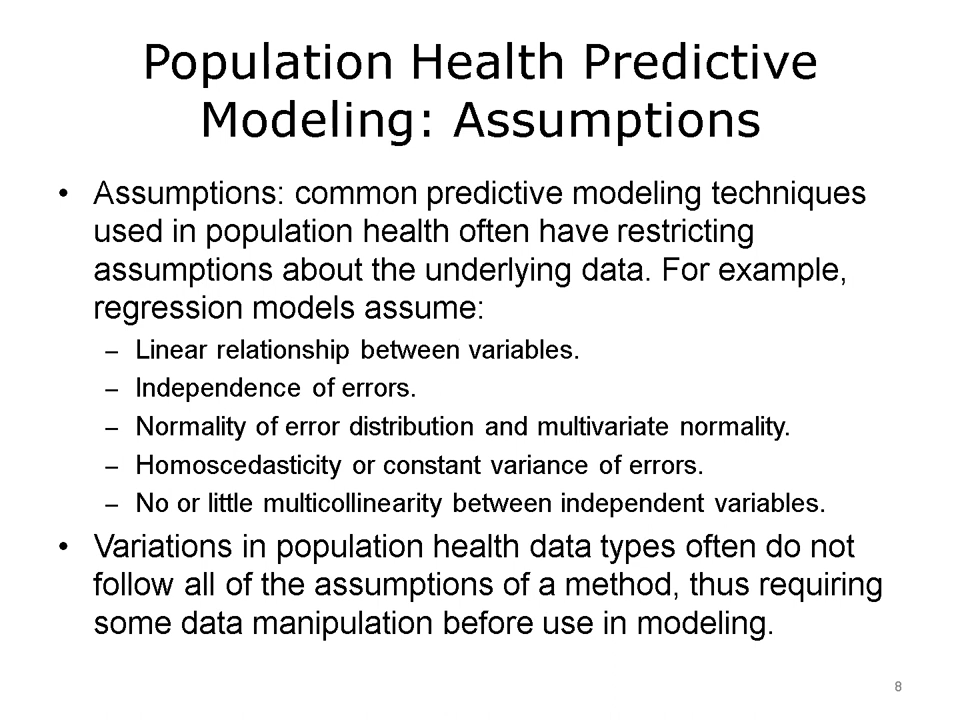 Population Health Predictive
Modeling: Assumptions
• Assumptions: common predictive modeling techniques
used in population health often have restricting
assumptions about the underlying data. For example,
regression models assume:
– Linear relationship between variables.
– Independence of errors.
– Normality of error distribution and multivariate normality.
– Homoscedasticity or constant variance of errors.
– No or little multicollinearity between independent variables.
• Variations in population health data types often do not
follow all of the assumptions of a method, thus requiring
some data manipulation before use in modeling.
8